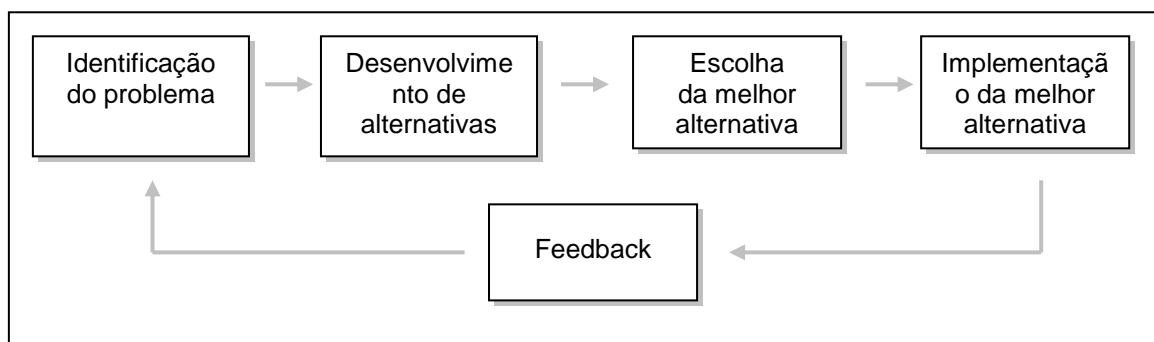 Identificação
do problema
Desenvolvime
nto de
alternativas
Escolha
da melhor
alternativa
Implementaçã
o da melhor
alternativa
Feedback